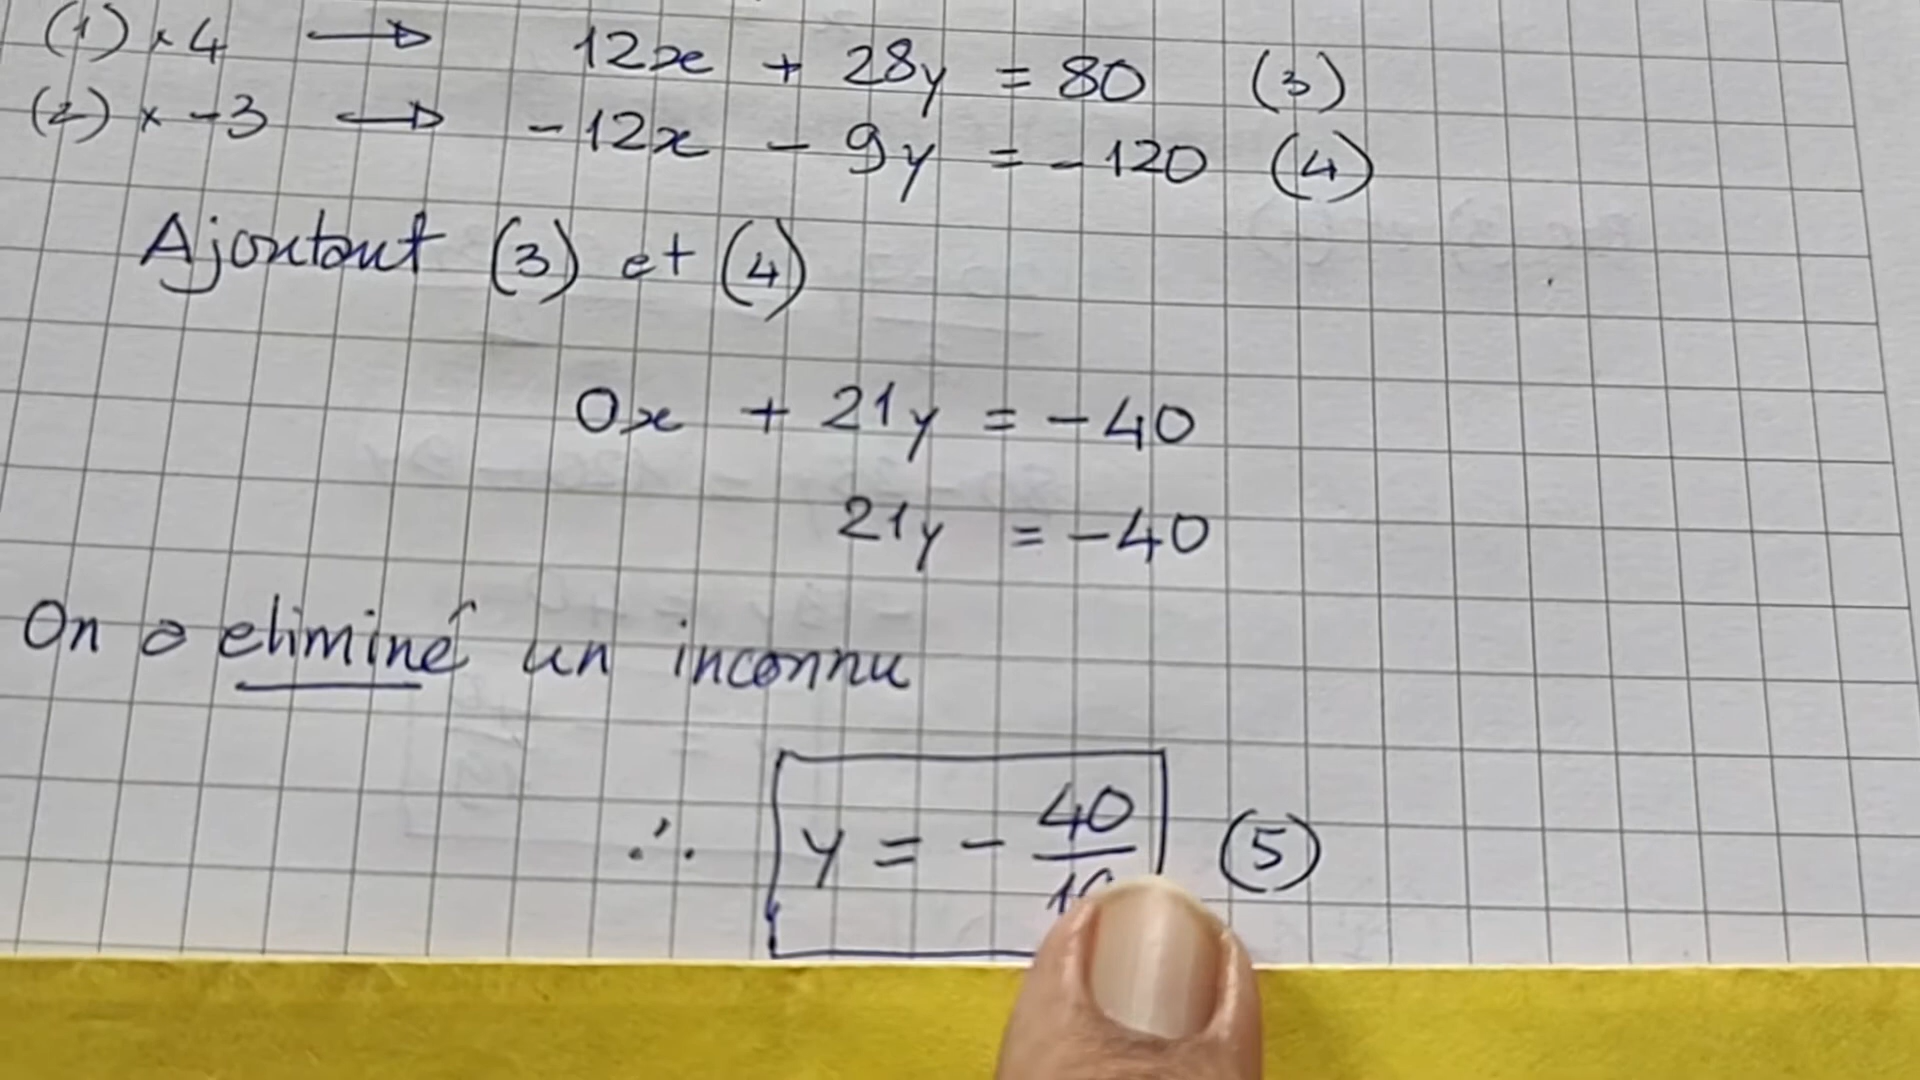 (1) × 4 → 12x + 28y = 80 (3)
(2) × -3 → -12x - 9y = -120 (4)
Ajoutant (3) et (4)
0x + 21y = -40
21y = -40
On a eliminé un inconnu
∴ y = - 40 (5)